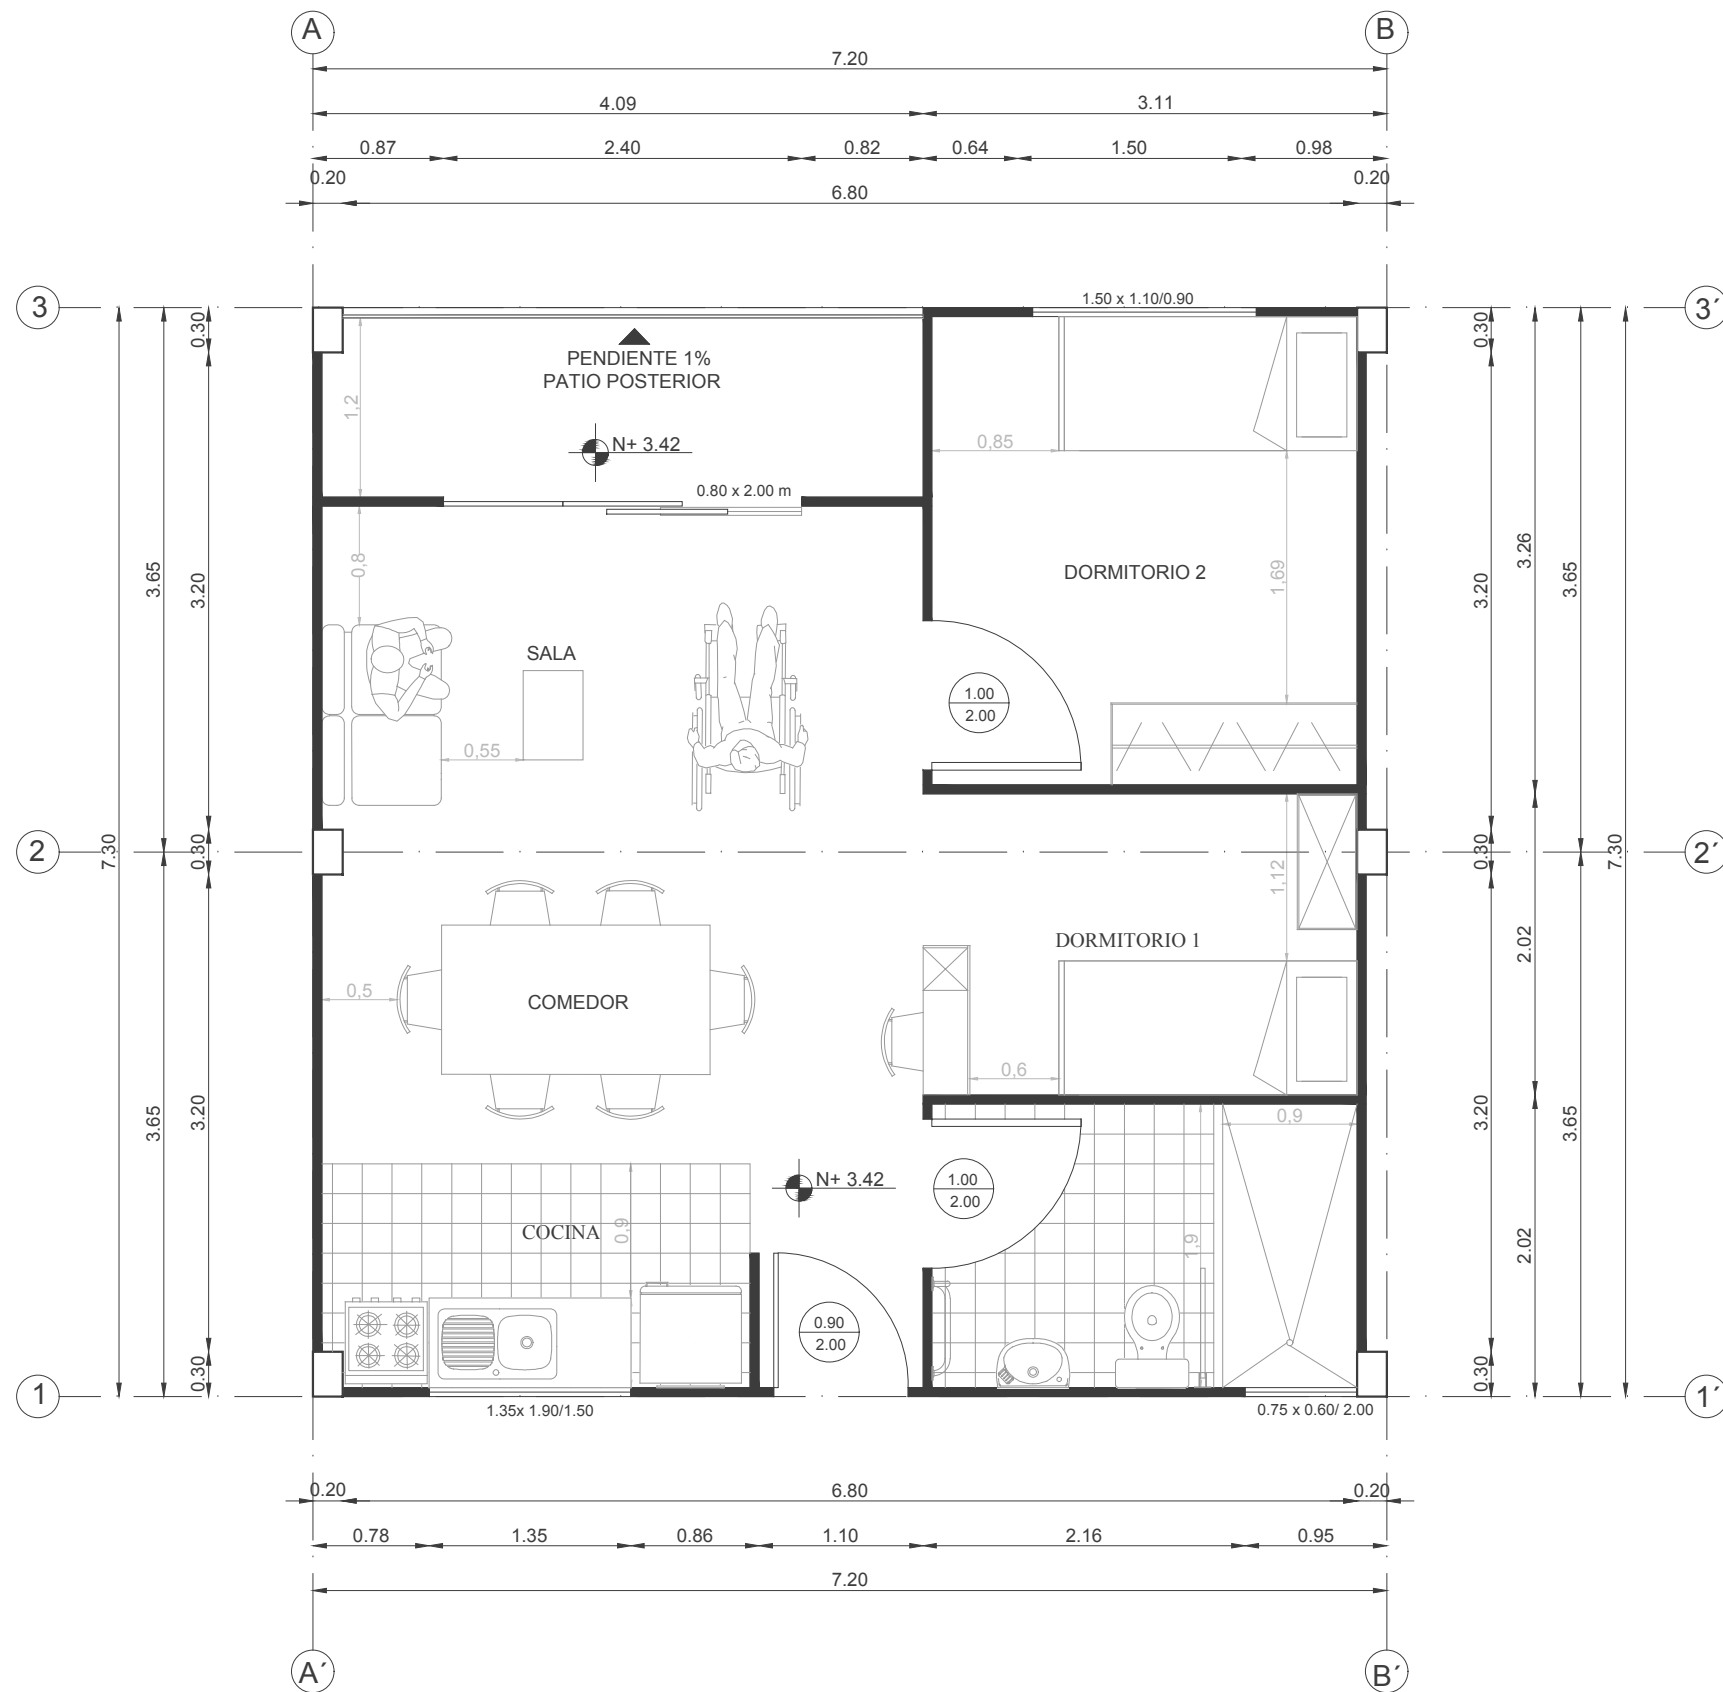 A B
7.20
4.09 3.11
0.87 2.40 0.82 0.64 1.50 0.98
0.20 6.80 0.20
3 3´
0.30 1.50 x 1.10/0.90 0.30
PENDIENTE 1%
PATIO POSTERIOR
1,2
N+ 3.42
0,85
0.80 x 2.00 m
3.65 3.20 0,8 DORMITORIO 2 1,69 3.20 3.26 3.65
SALA
1.00
2.00
0,55
2 7.30 0.30 0.30 7.30 2´
1,12
DORMITORIO 1
2.02
0,5 COMEDOR
0,6
3.65 3.20 0,9 3.20 3.65
N+ 3.42 1.00
2.00
COCINA 0,9 1,9 2.02
0.90
2.00
0.30 0.30
1 1´
1.35x 1.90/1.50 0.75 x 0.60/ 2.00
0.20 6.80 0.20
0.78 1.35 0.86 1.10 2.16 0.95
7.20
A´ B´